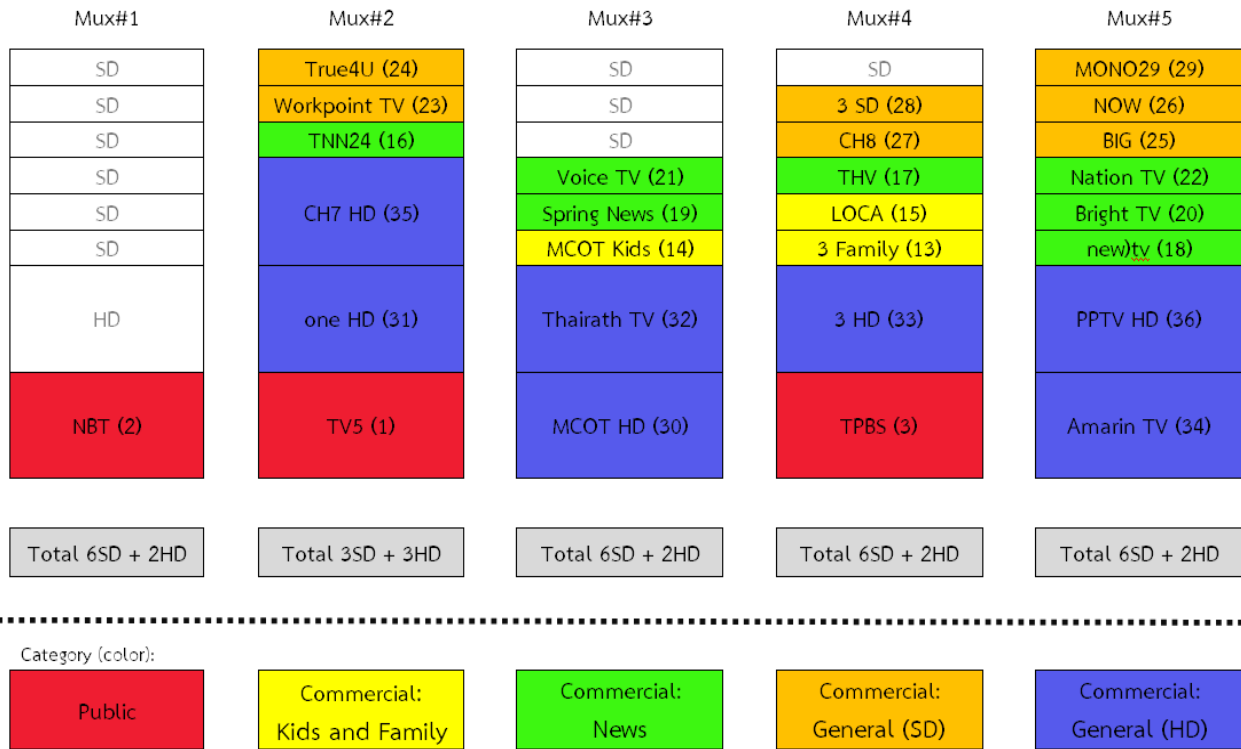 Mux#1 Mux#2 Mux#3 Mux#4 Mux#5
SD True4U (24) SD SD MONO29 (29)
SD Workpoint TV (23) SD 3 SD (28) NOW (26)
SD TNN24 (16) SD CH8 (27) BIG (25)
SD Voice TV (21) THV (17) Nation TV (22)
SD CH7 HD (35) Spring News (19) LOCA (15) Bright TV (20)
SD MCOT Kids (14) 3 Family (13) new)tv (18)
HD one HD (31) Thairath TV (32) 3 HD (33) PPTV HD (36)
NBT (2) TV5 (1) MCOT HD (30) TPBS (3) Amarin TV (34)
Total 6SD + 2HD Total 3SD + 3HD Total 6SD + 2HD Total 6SD + 2HD Total 6SD + 2HD
Category (color):
Public
Commercial:
Kids and Family
Commercial:
News
Commercial:
General (SD)
Commercial:
General (HD)